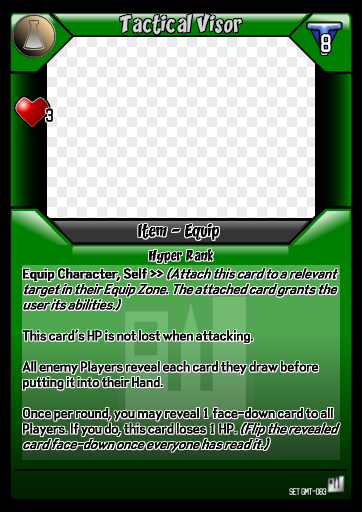 Tactical Visor
8
3
Item - Equip
Hyper Rank
Equip Character, Self >> (Attach this card to a relevant
target in their Equip Zone. The attached card grants the
user its abilities.)
This card's HP is not lost when attacking.
All enemy Players reveal each card they draw before
putting it into their Hand.
Once per round, you may reveal 1 face-down card to all
Players. If you do, this card loses 1 HP. (Flip the revealed
card face-down once everyone has read it.)
SET GMT-083